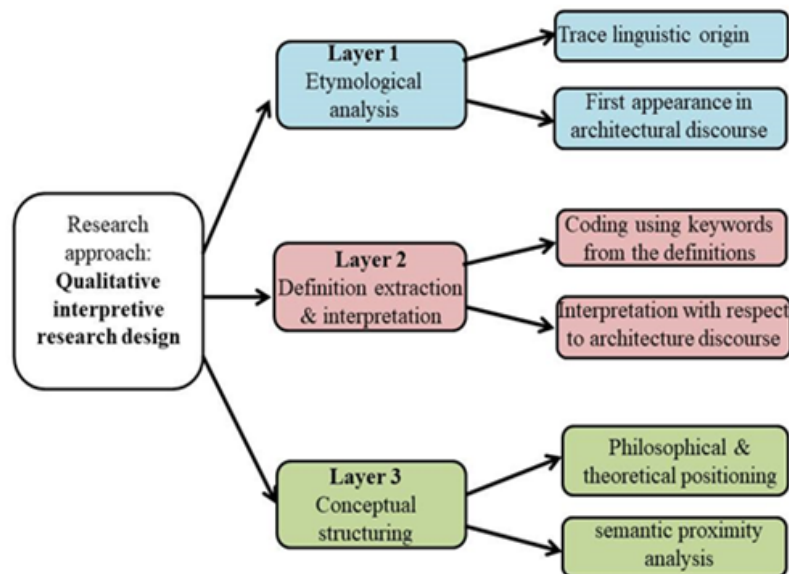 Research
approach:
Qualitative
interpretive
research design
Layer 1
Etymological
analysis
Trace linguistic origin
First appearance in
architectural discourse
Layer 2
Definition extraction
& interpretation
Coding using keywords
from the definitions
Interpretation with respect
to architecture discourse
Layer 3
Conceptual
structuring
Philosophical &
theoretical positioning
semantic proximity
analysis